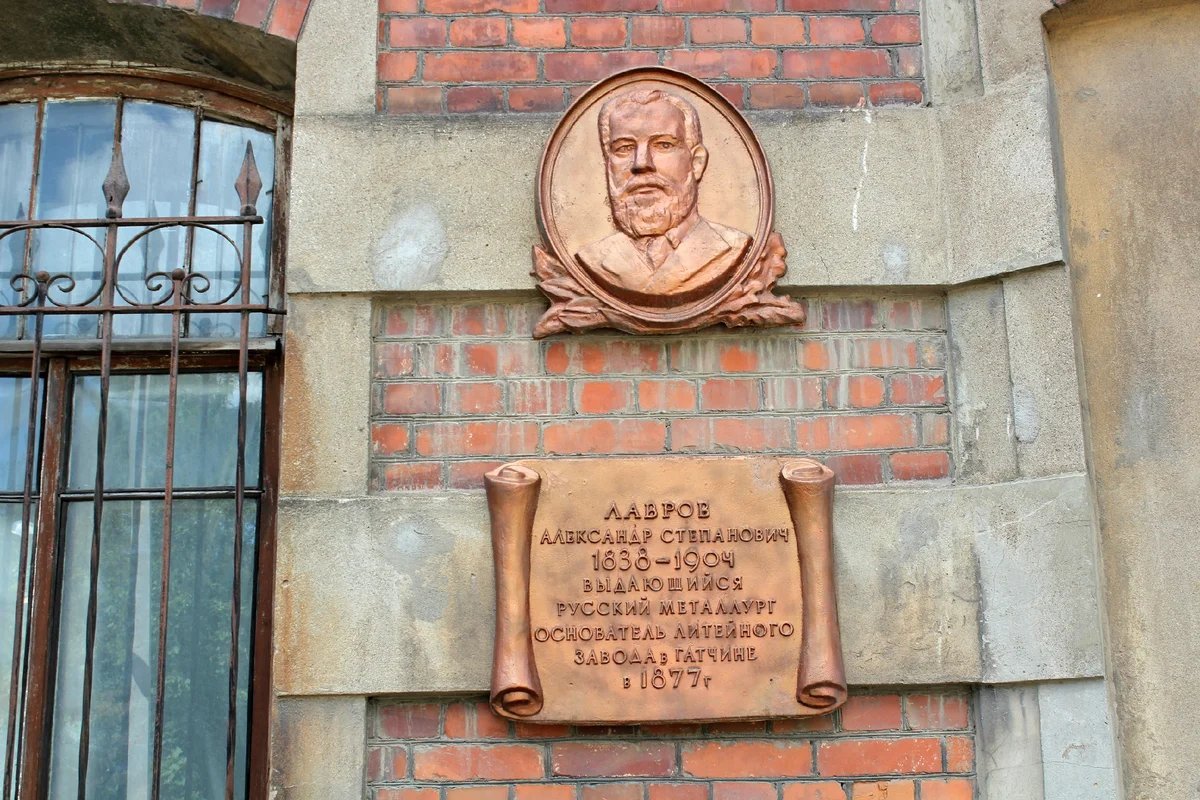 ЛАВРОВ
АЛЕКСАНДР СТЕПАНОВИЧ
1838-1904
ВЫДАЮЩИЙСЯ
РУССКИЙ МЕТАЛЛУРГ
ОСНОВАТЕЛЬ ЛИТЕЙНОГО
ЗАВОДА в ГАТЧИНЕ
в 1877г